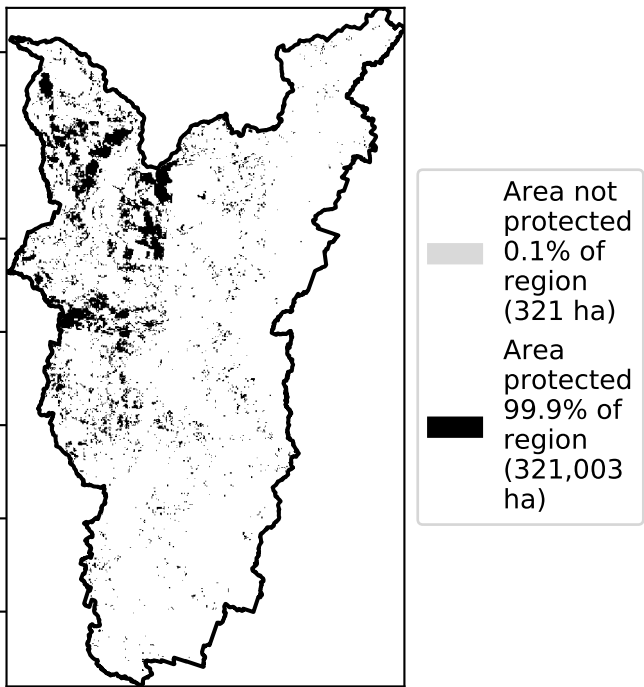 Area not
protected
0.1% of
region
(321 ha)
Area
protected
99.9% of
region
(321,003
ha)